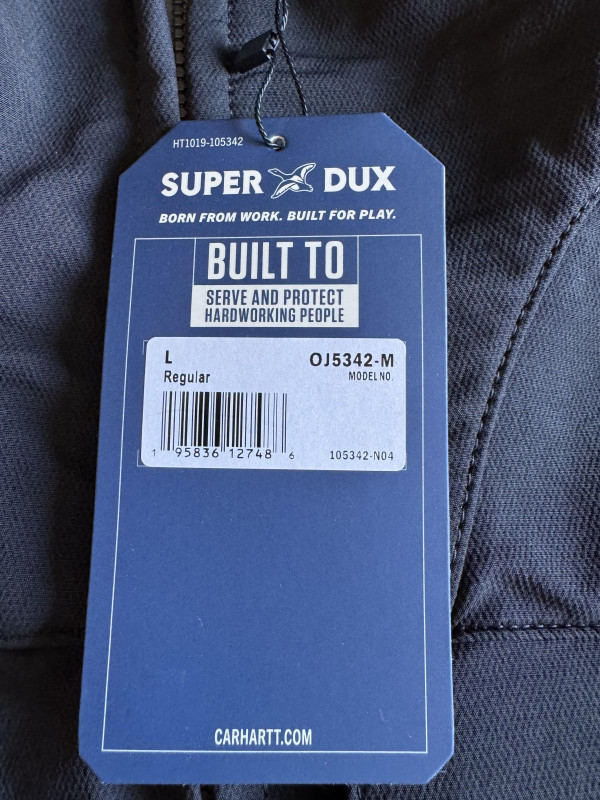 HT1019-105342
SUPER DUX
BORN FROM WORK. BUILT FOR PLAY.
BUILT TO
SERVE AND PROTECT
HARDWORKING PEOPLE
L OJ5342-M
Regular MODEL NO.
1 95836 12748 6 105342-N04
CARHARTT.COM